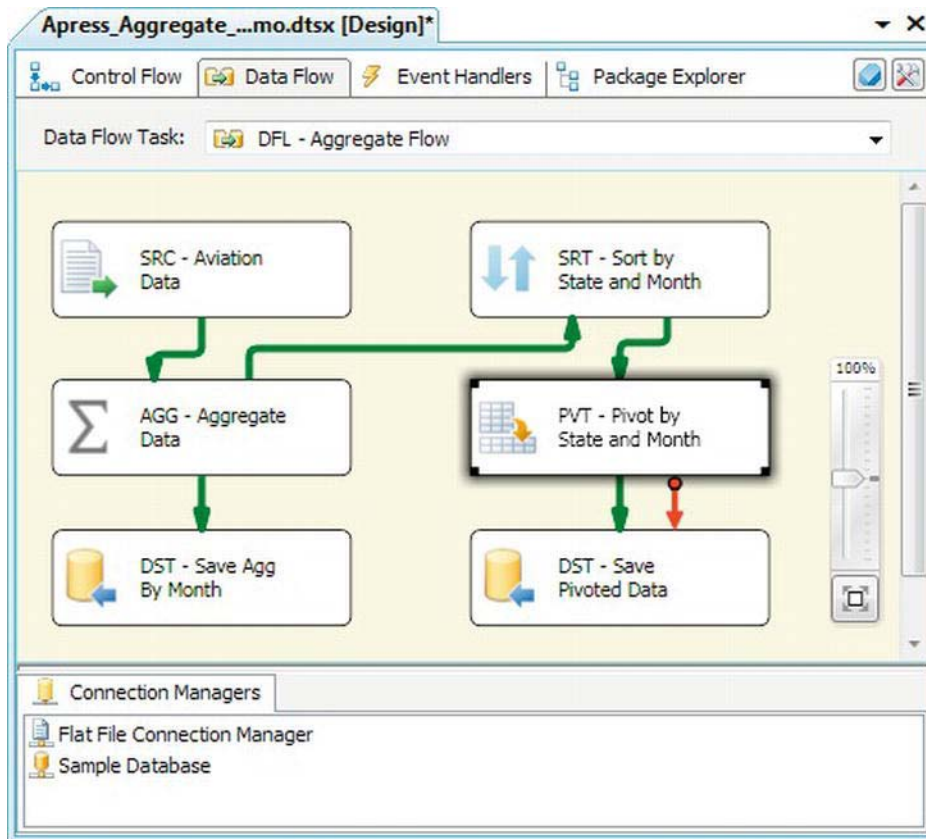 Apress_Aggregate_...mo.dtsx [Design]*
Control Flow
Data Flow
Event Handlers
Package Explorer
Data Flow Task:
DFL - Aggregate Flow
SRC - Aviation
Data
SRT - Sort by
State and Month
AGG - Aggregate
Data
PVT - Pivot by
State and Month
100%
DST - Save Agg
By Month
DST - Save
Pivoted Data
Connection Managers
Flat File Connection Manager
Sample Database